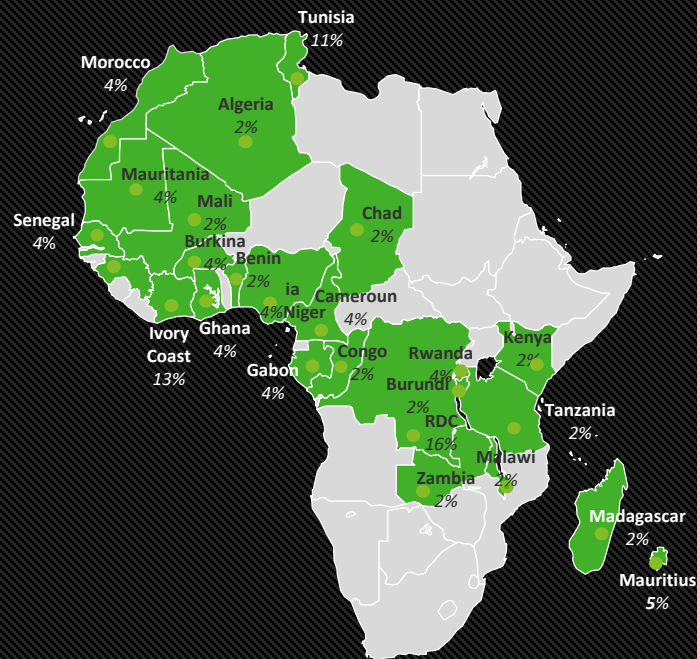 Tunisia
11%
Morocco
4%
Algeria
2%
Mauritania
4%
Mali
2%
Senegal
4%
Chad
2%
Burkina
4%
Benin
2%
ia
4%Niger
Cameroun
4%
Ivory
Coast
13%
Ghana
4%
Gabon
4%
Congo
2%
Rwanda
4%
Kenya
2%
Burundi
2%
RDC
16%
Tanzania
2%
Malawi
2%
Zambia
2%
Madagascar
2%
Mauritius
5%